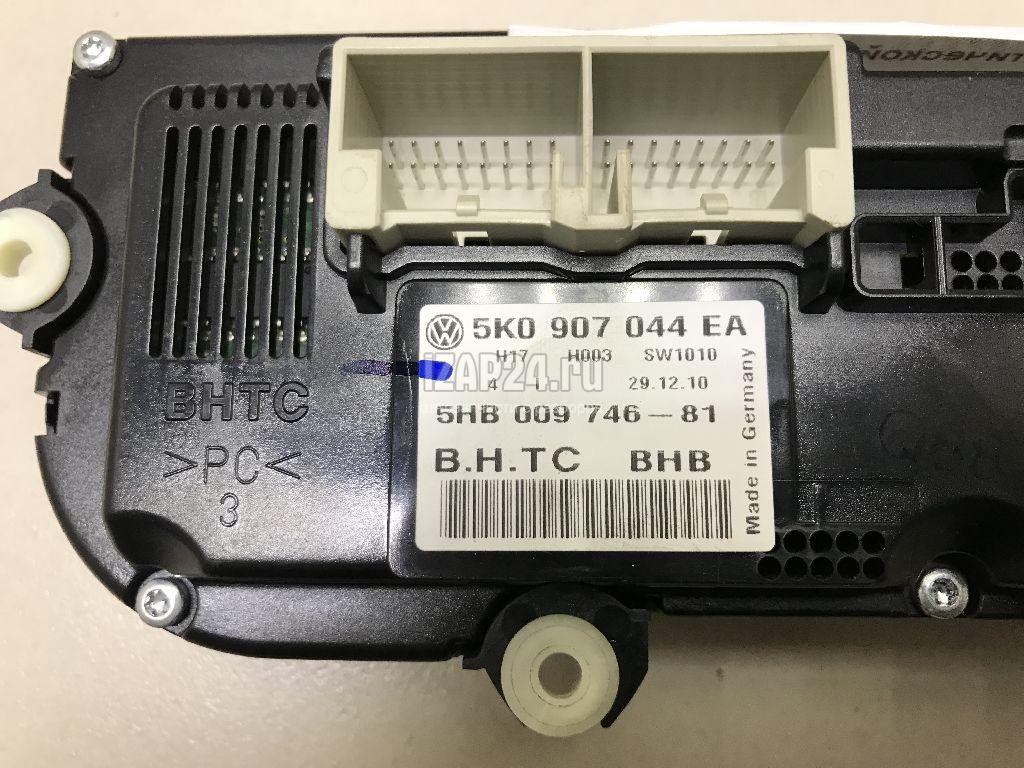 5K0 907 044 EA
H17 H003 SW1010
4 29.12.10
5HB 009 746-81
B.H.TC BHB
Made in Germany
iZAP24.ru
BHTC
>PC<
3